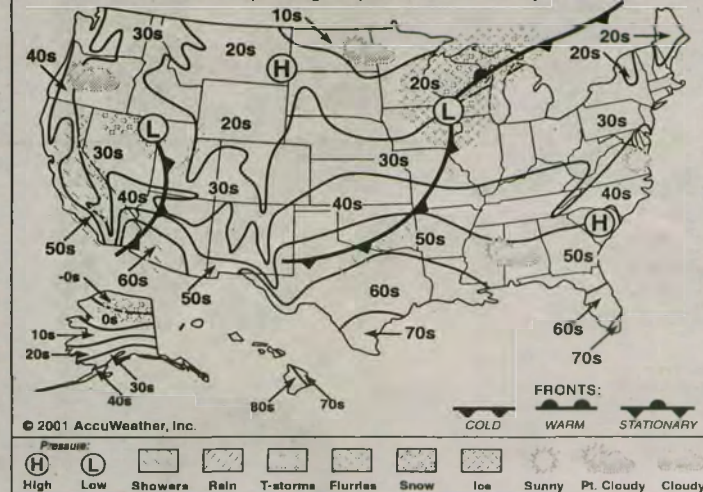 10s
30s
20s
40s
H
20s
Pt. 20s
20s
L
L
20s
30s
30s
30s
30s
40s
40s
40s
H
50s
50s
50s
60s
50s
60s
-0s
0s
10s
20s
30s
40s
70s
60s
70s
80s
70s
FRONTS:
© 2001 AccuWeather, Inc.
COLD WARM STATIONARY
Pressure:
H L
High Low Showers Rain T-storms Flurries Snow Ice Sunny Pt. Cloudy Cloudy